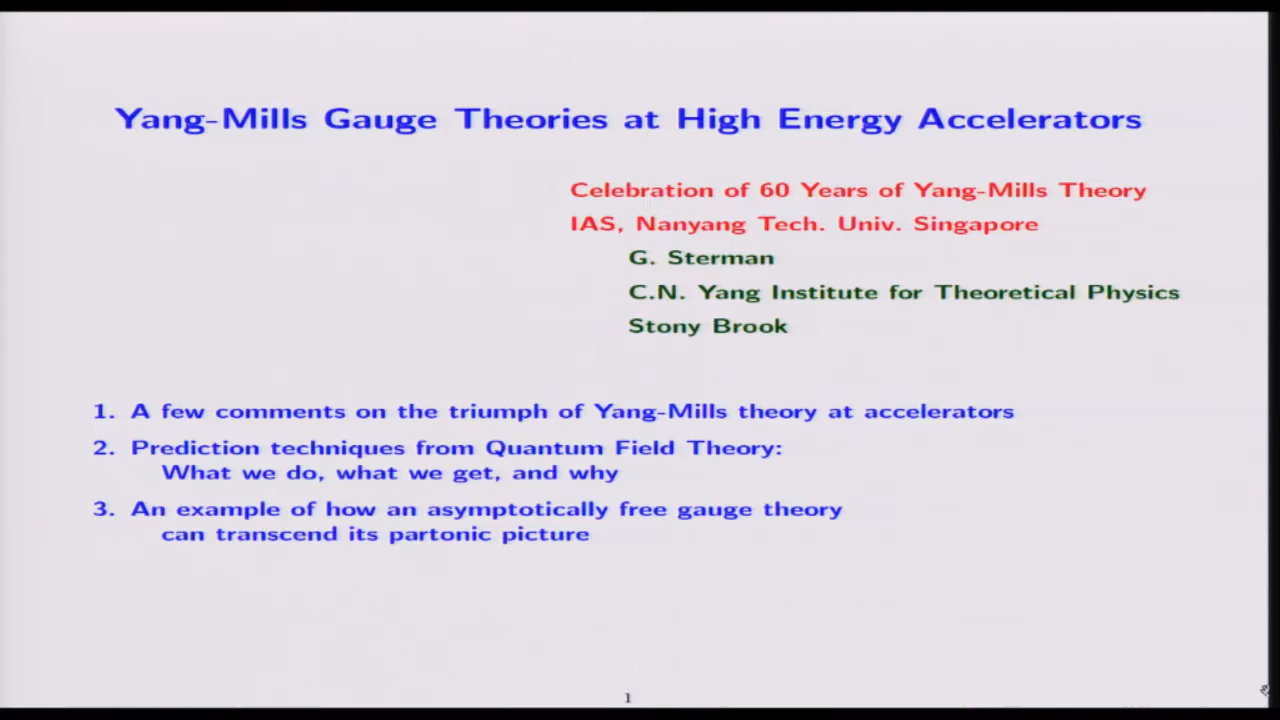 Yang-Mills Gauge Theories at High Energy Accelerators
Celebration of 60 Years of Yang-Mills Theory
IAS, Nanyang Tech. Univ. Singapore
G. Sterman
C.N. Yang Institute for Theoretical Physics
Stony Brook
1. A few comments on the triumph of Yang-Mills theory at accelerators
2. Prediction techniques from Quantum Field Theory:
What we do, what we get, and why
3. An example of how an asymptotically free gauge theory
can transcend its partonic picture
1